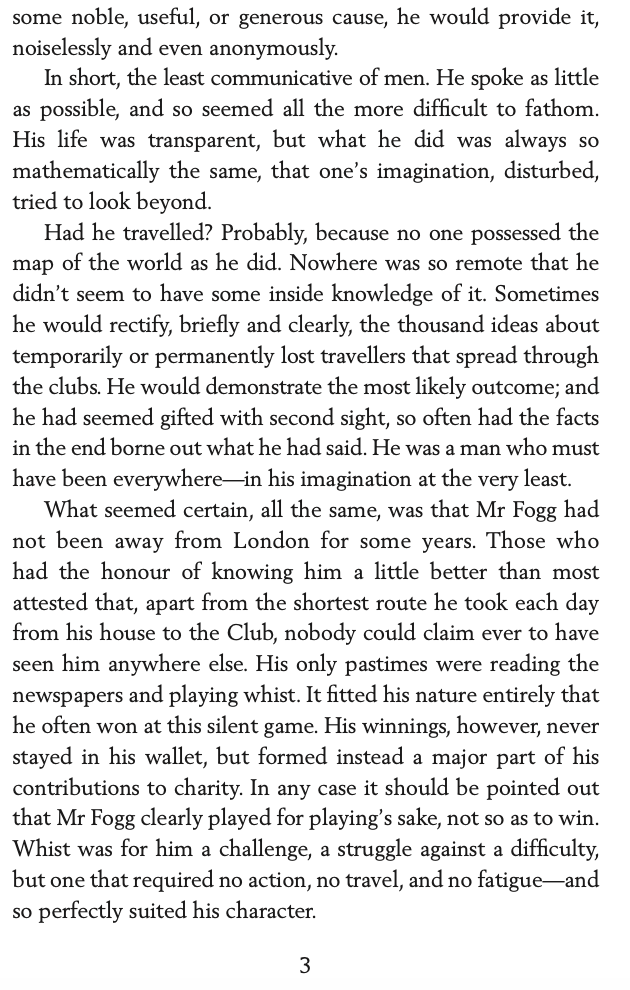 some noble, useful, or generous cause, he would provide it,
noiselessly and even anonymously.
In short, the least communicative of men. He spoke as little
as possible, and so seemed all the more difficult to fathom.
His life was transparent, but what he did was always so
mathematically the same, that one’s imagination, disturbed,
tried to look beyond.
Had he travelled? Probably, because no one possessed the
map of the world as he did. Nowhere was so remote that he
didn’t seem to have some inside knowledge of it. Sometimes
he would rectify, briefly and clearly, the thousand ideas about
temporarily or permanently lost travellers that spread through
the clubs. He would demonstrate the most likely outcome; and
he had seemed gifted with second sight, so often had the facts
in the end borne out what he had said. He was a man who must
have been everywhere—in his imagination at the very least.
What seemed certain, all the same, was that Mr Fogg had
not been away from London for some years. Those who
had the honour of knowing him a little better than most
attested that, apart from the shortest route he took each day
from his house to the Club, nobody could claim ever to have
seen him anywhere else. His only pastimes were reading the
newspapers and playing whist. It fitted his nature entirely that
he often won at this silent game. His winnings, however, never
stayed in his wallet, but formed instead a major part of his
contributions to charity. In any case it should be pointed out
that Mr Fogg clearly played for playing’s sake, not so as to win.
Whist was for him a challenge, a struggle against a difficulty,
but one that required no action, no travel, and no fatigue—and
so perfectly suited his character.
3